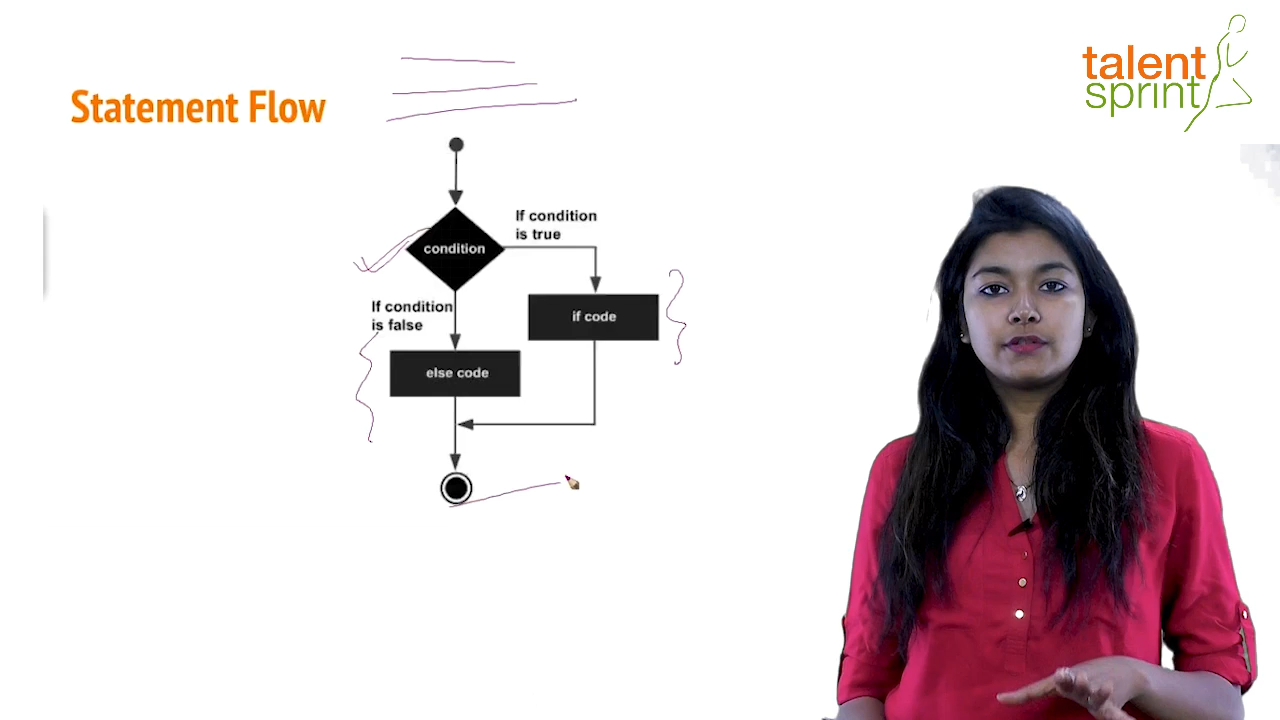 talent
sprint
Statement Flow
If condition
is true
condition
If condition
is false
if code
else code